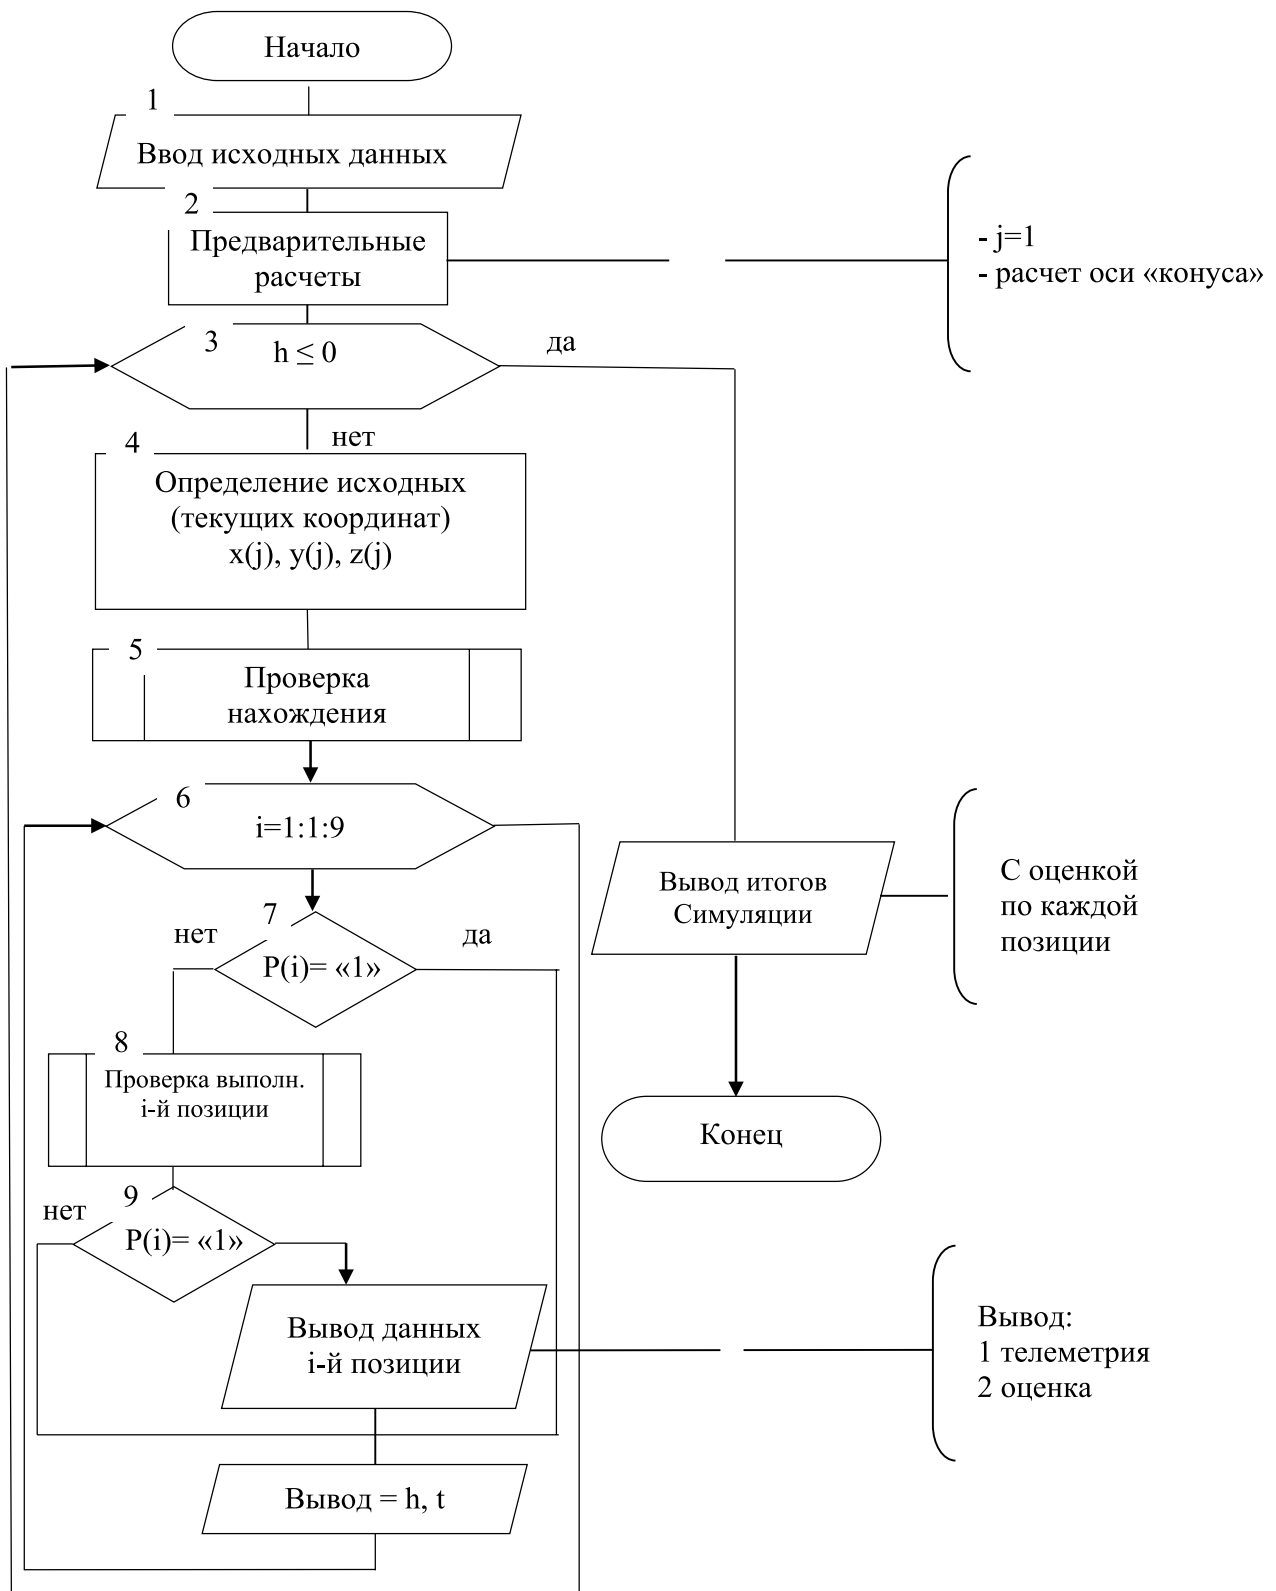 Начало
1
Ввод исходных данных
2
Предварительные
расчеты
- j=1
- расчет оси «конуса»
3
h ≤ 0
да
нет
4
Определение исходных
(текущих координат)
x(j), y(j), z(j)
5
Проверка
нахождения
6
i=1:1:9
7
нет
да
P(i)= «1»
Вывод итогов
Симуляции
С оценкой
по каждой
позиции
8
Проверка выполн.
i-й позиции
Конец
9
нет
P(i)= «1»
Вывод данных
i-й позиции
Вывод:
1 телеметрия
2 оценка
Вывод = h, t